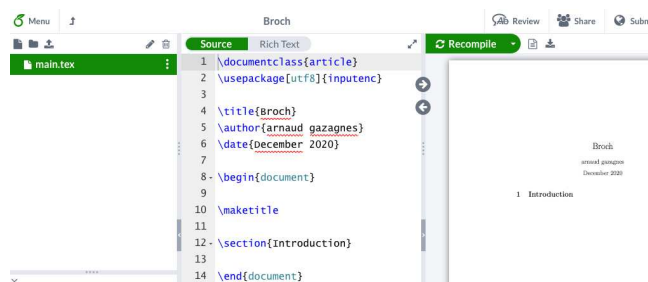 Menu
Broch
Review
Share
Subm
Source
Rich Text
Recompile
main.tex
1 \documentclass{article}
2 \usepackage[utf8]{inputenc}
3
4 \title{Broch}
5 \author{arnaud gazagnes}
6 \date{December 2020}
7
8 \begin{document}
9
10 \maketitle
11
12 \section{Introduction}
13
14 \end{document}
Broch
arnaud gazagnes
December 2020
1 Introduction